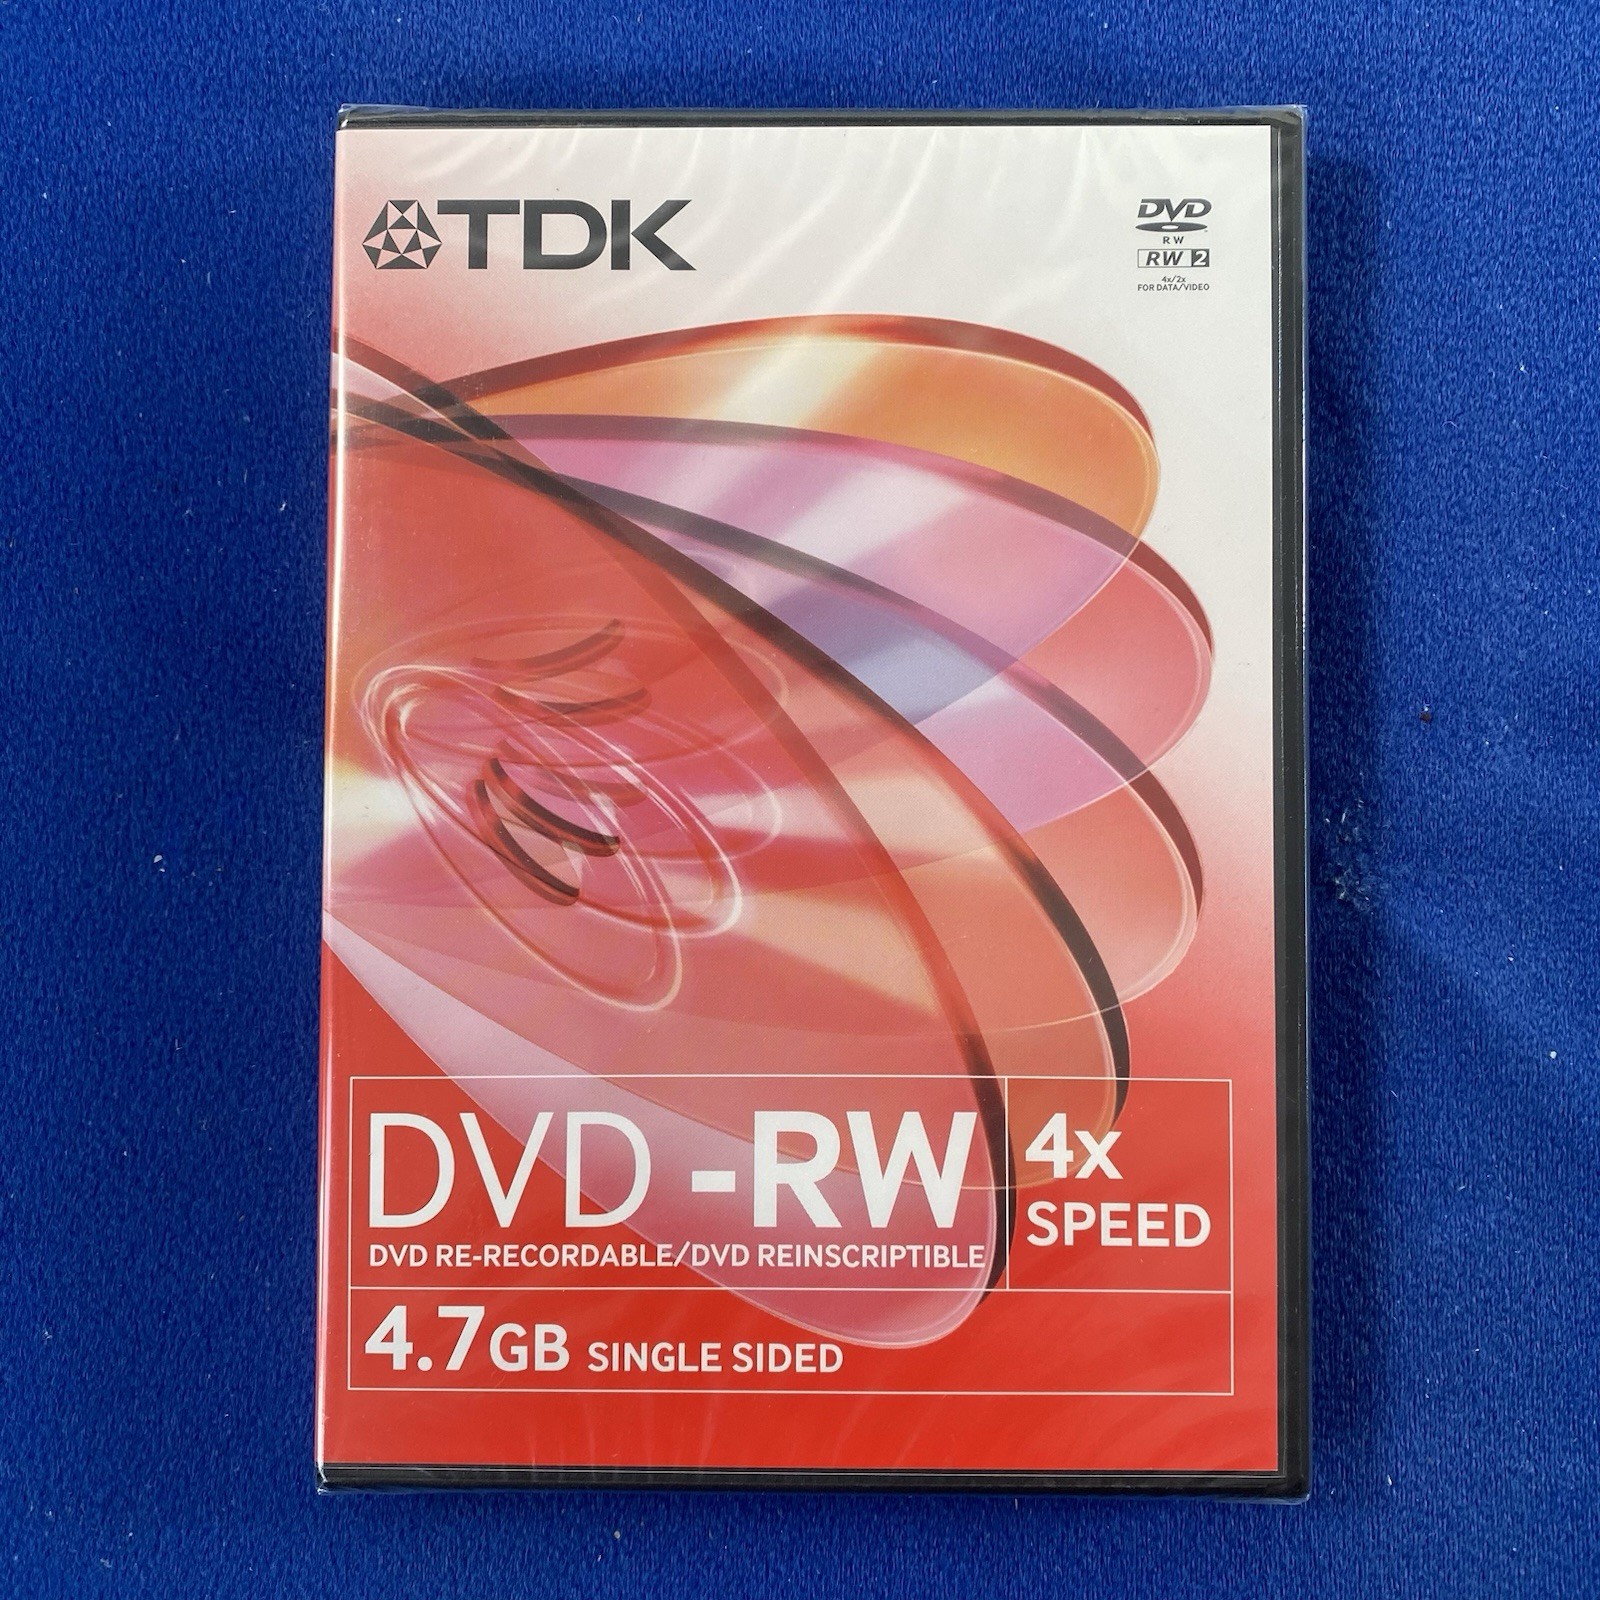 TDK
DVD
RW
RW 2
4x/2x
FOR DATA/VIDEO
DVD -RW
DVD RE-RECORDABLE/DVD REINSCRIPTIBLE
4x
SPEED
4.7GB SINGLE SIDED